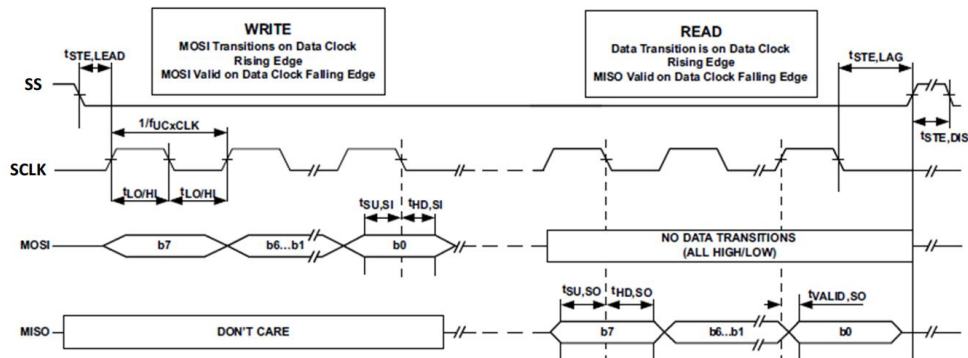 WRITE
MOSI Transitions on Data Clock
Rising Edge
MOSI Valid on Data Clock Falling Edge
READ
Data Transition is on Data Clock
Rising Edge
MISO Valid on Data Clock Falling Edge
tSTE,LEAD
tSTE,LAG
SS
1/fUCxCLK
tSTE,DIS
SCLK
tLO/HI tLO/HI
tSU,SI tHD,SI
MOSI b7 b6...b1 b0
NO DATA TRANSITIONS
(ALL HIGH/LOW)
tSU,SO tHD,SO tVALID,SO
MISO DON'T CARE b7 b6...b1 b0